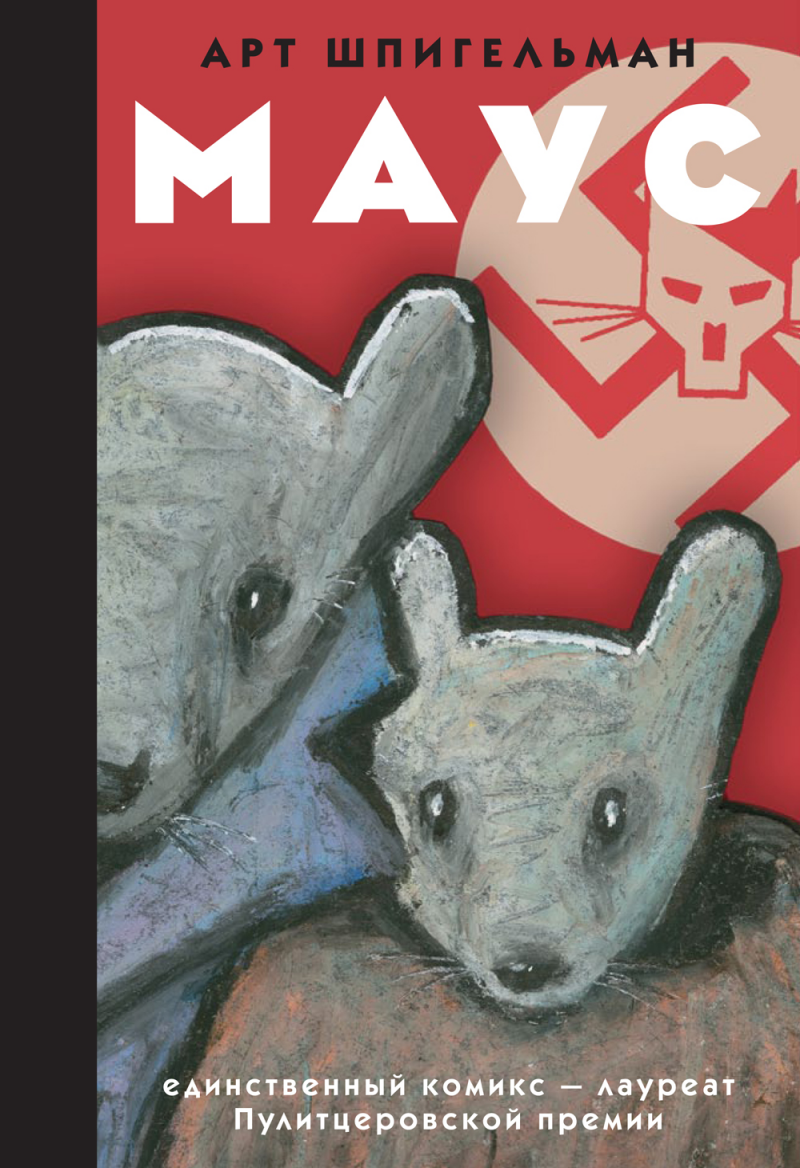 АРТ ШПИГЕЛЬМАН
МАУС
единственный комикс – лауреат
Пулитцеровской премии